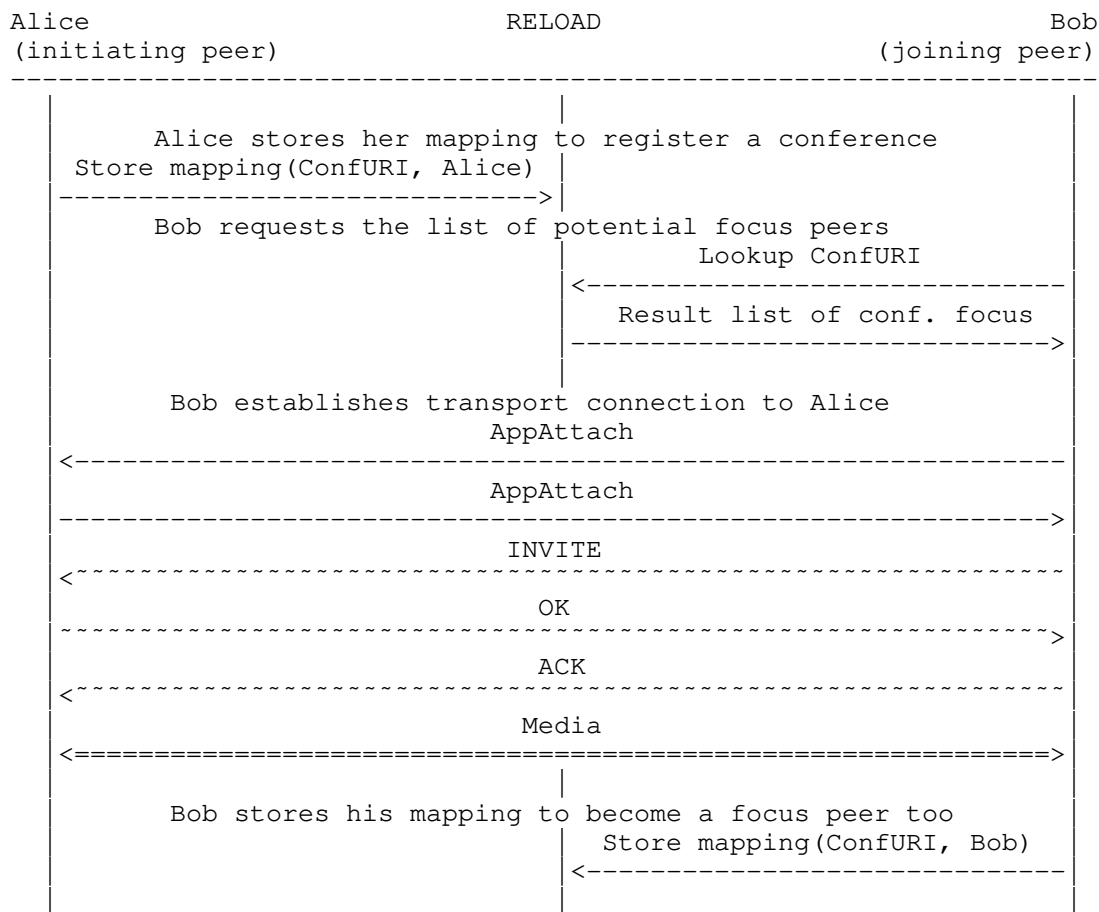 Alice RELOAD Bob
(initiating peer) (joining peer)
Alice stores her mapping to register a conference
Store mapping(ConfURI, Alice)
Bob requests the list of potential focus peers
Lookup ConfURI
Result list of conf. focus
Bob establishes transport connection to Alice
AppAttach
AppAttach
INVITE
OK
ACK
Media
Bob stores his mapping to become a focus peer too
Store mapping(ConfURI, Bob)